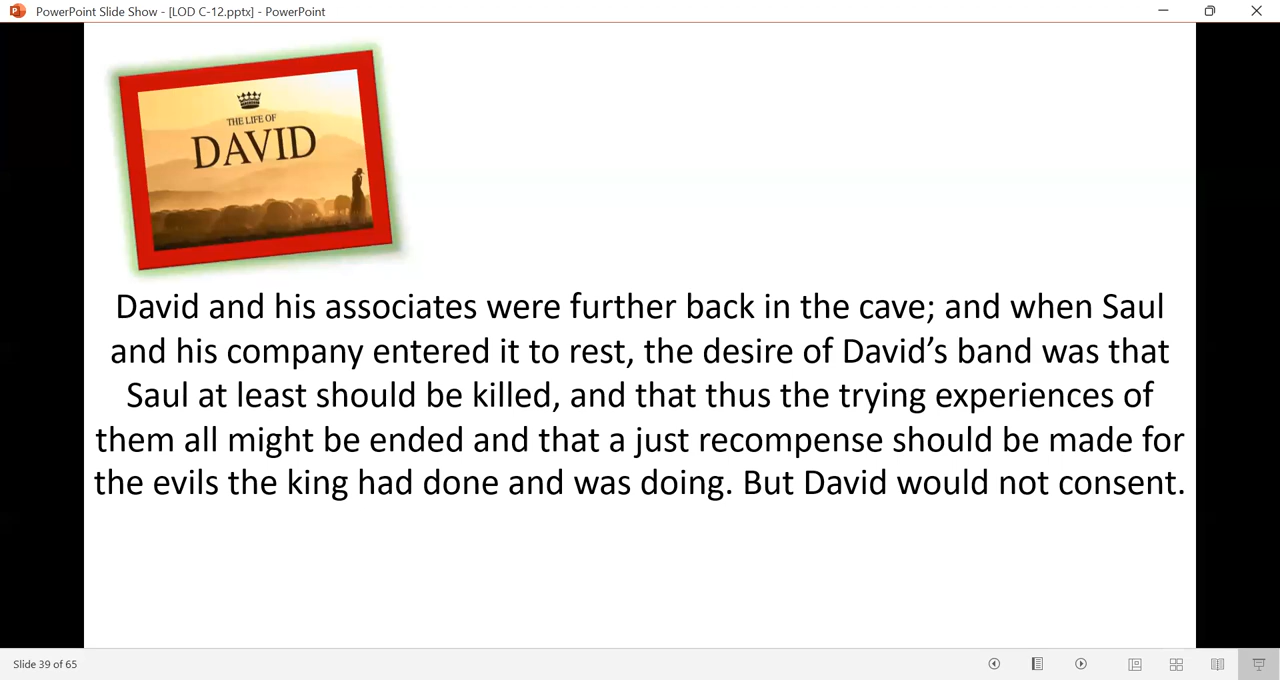 PowerPoint Slide Show - [LOD C-12.pptx] - PowerPoint
THE LIFE OF
DAVID
David and his associates were further back in the cave; and when Saul
and his company entered it to rest, the desire of David’s band was that
Saul at least should be killed, and that thus the trying experiences of
them all might be ended and that a just recompense should be made for
the evils the king had done and was doing. But David would not consent.
Slide 39 of 65